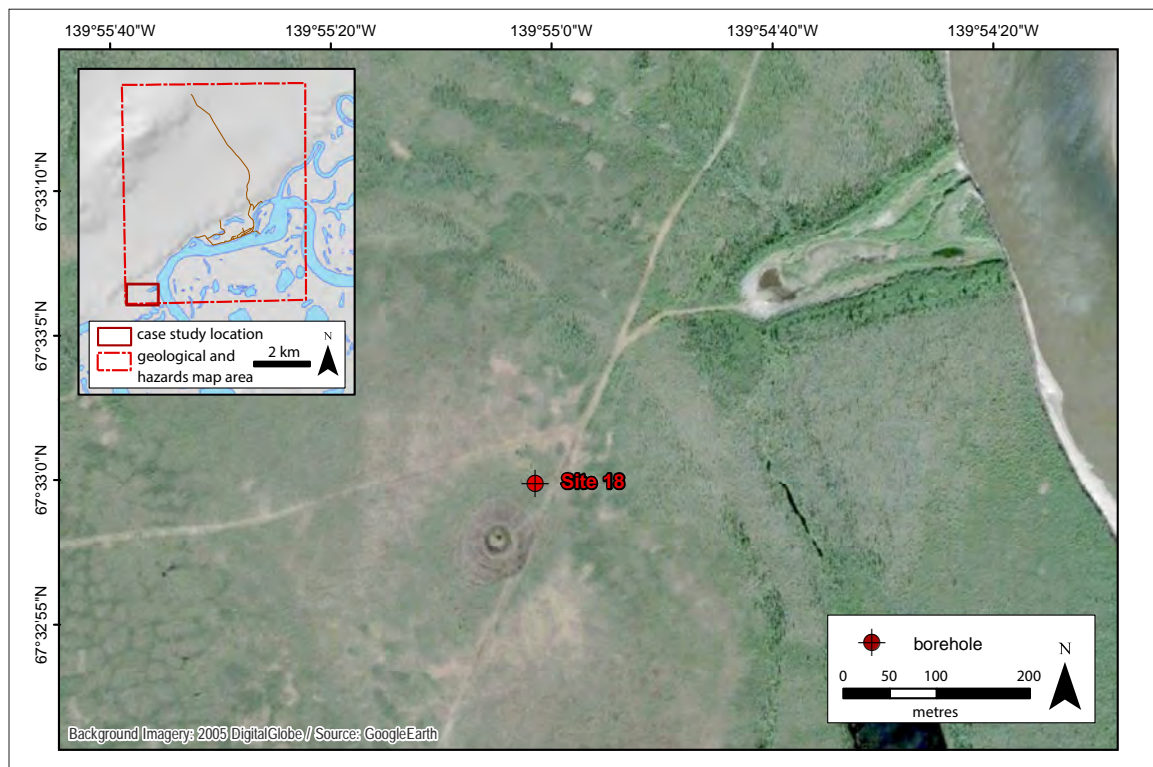 139°55'40"W
139°55'20"W
139°55'00"W
139°54'40"W
139°54'20"W
67°33'10"N
67°33'5"N
67°33'0"N
67°32'55"N
case study location
geological and
hazards map area
2 km
N
Site 18
borehole
N
0 50 100 200
metres
Background Imagery: 2005 DigitalGlobe / Source: GoogleEarth